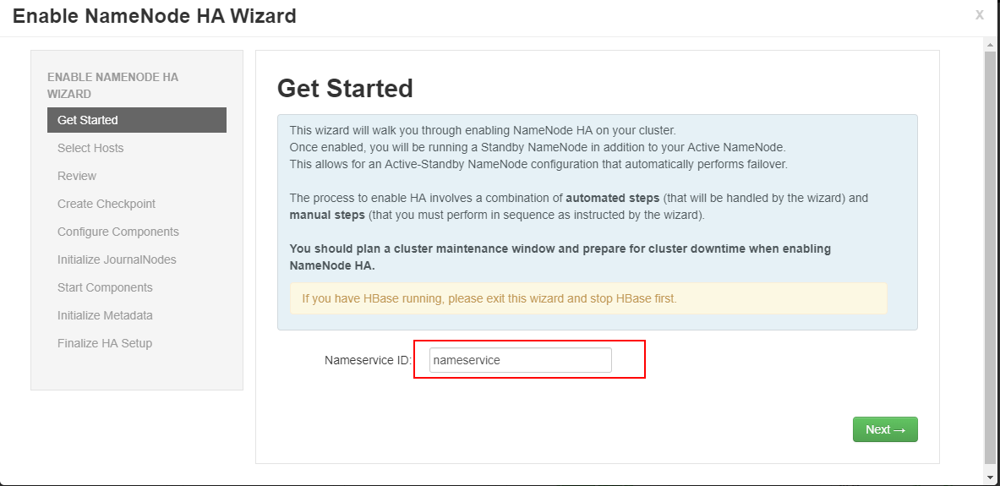 Enable NameNode HA Wizard
X
ENABLE NAMENODE HA
WIZARD
Get Started
Select Hosts
Review
Create Checkpoint
Configure Components
Initialize JournalNodes
Start Components
Initialize Metadata
Finalize HA Setup
Get Started
This wizard will walk you through enabling NameNode HA on your cluster.
Once enabled, you will be running a Standby NameNode in addition to your Active NameNode.
This allows for an Active-Standby NameNode configuration that automatically performs failover.
The process to enable HA involves a combination of automated steps (that will be handled by the wizard) and
manual steps (that you must perform in sequence as instructed by the wizard).
You should plan a cluster maintenance window and prepare for cluster downtime when enabling
NameNode HA.
If you have HBase running, please exit this wizard and stop HBase first.
Nameservice ID: nameservice
Next →